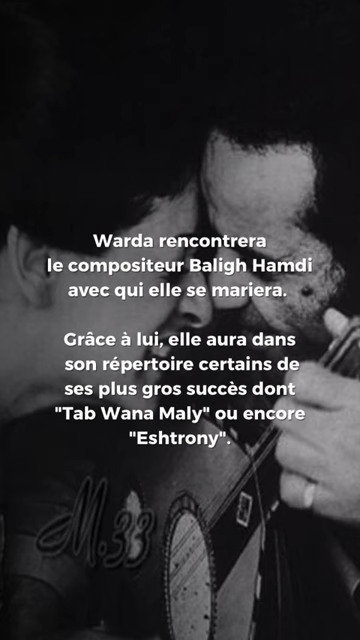 Warda rencontrera
le compositeur Baligh Hamdi
avec qui elle se mariera.
Grâce à lui, elle aura dans
son répertoire certains de
ses plus gros succès dont
"Tab Wana Maly" ou encore
"Eshtrony".
M.33